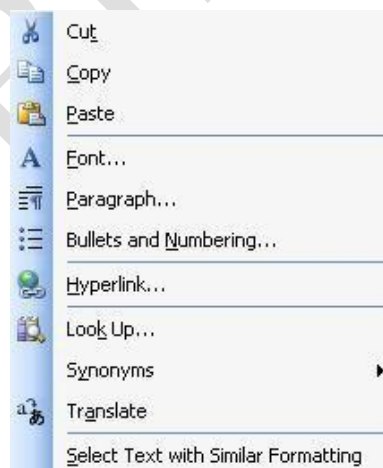 Cut
Copy
Paste
Font...
Paragraph...
Bullets and Numbering...
Hyperlink...
Look Up...
Synonyms
Translate
Select Text with Similar Formatting